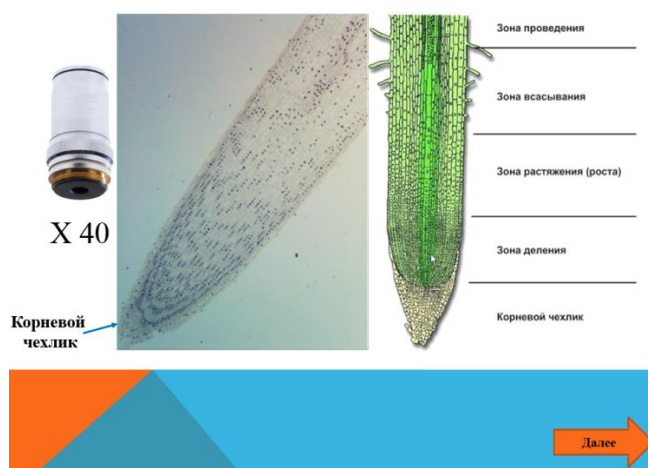 X 40
Корневой
чехлик
Зона проведения
Зона всасывания
Зона растяжения (роста)
Зона деления
Корневой чехлик
Далее